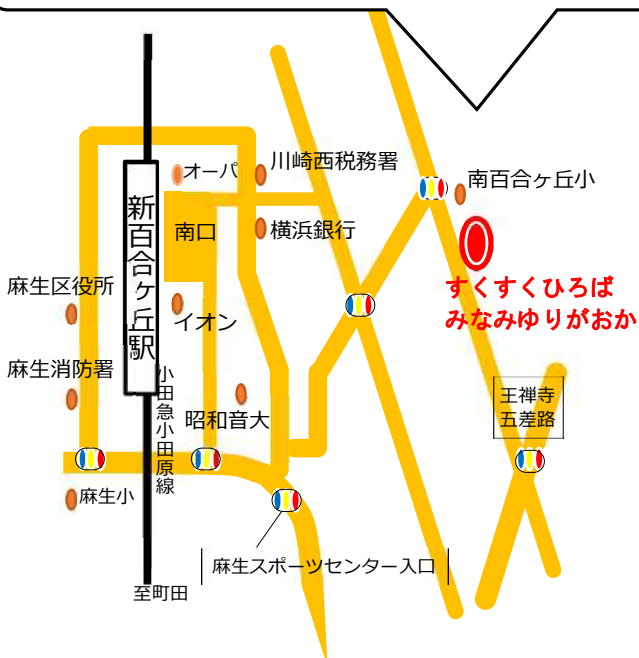 オーパ
川崎西税務署
南百合ヶ丘小
新百合ヶ丘駅
南口
横浜銀行
麻生区役所
イオン
すくすくひろば
みなみゆりがおか
麻生消防署
小田急小田原線
昭和音大
王禅寺
五差路
麻生小
麻生スポーツセンター入口
至町田